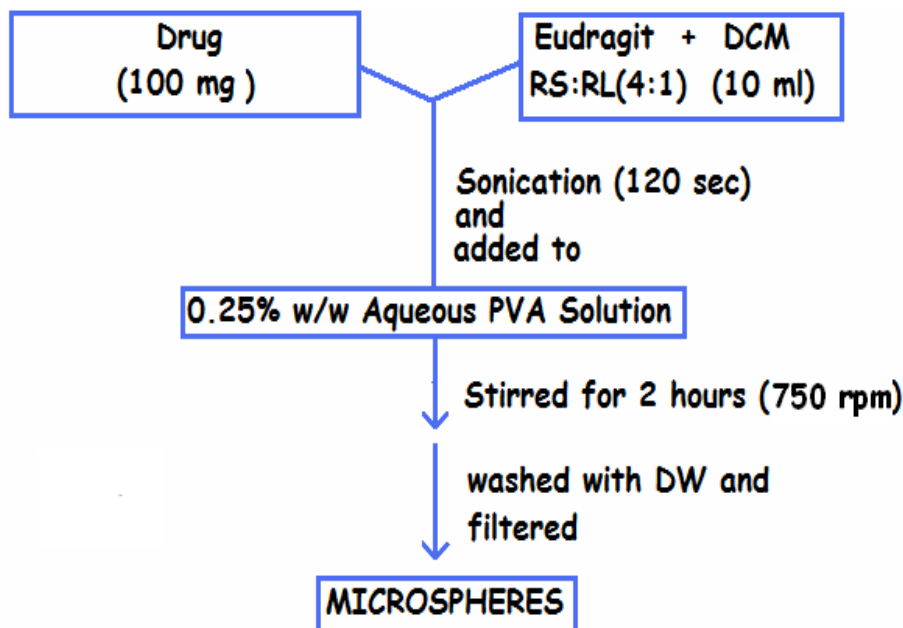 Drug
(100 mg )
Eudragit + DCM
RS:RL(4:1) (10 ml)
Sonication (120 sec)
and
added to
0.25% w/w Aqueous PVA Solution
Stirred for 2 hours (750 rpm)
washed with DW and
filtered
MICROSPHERES